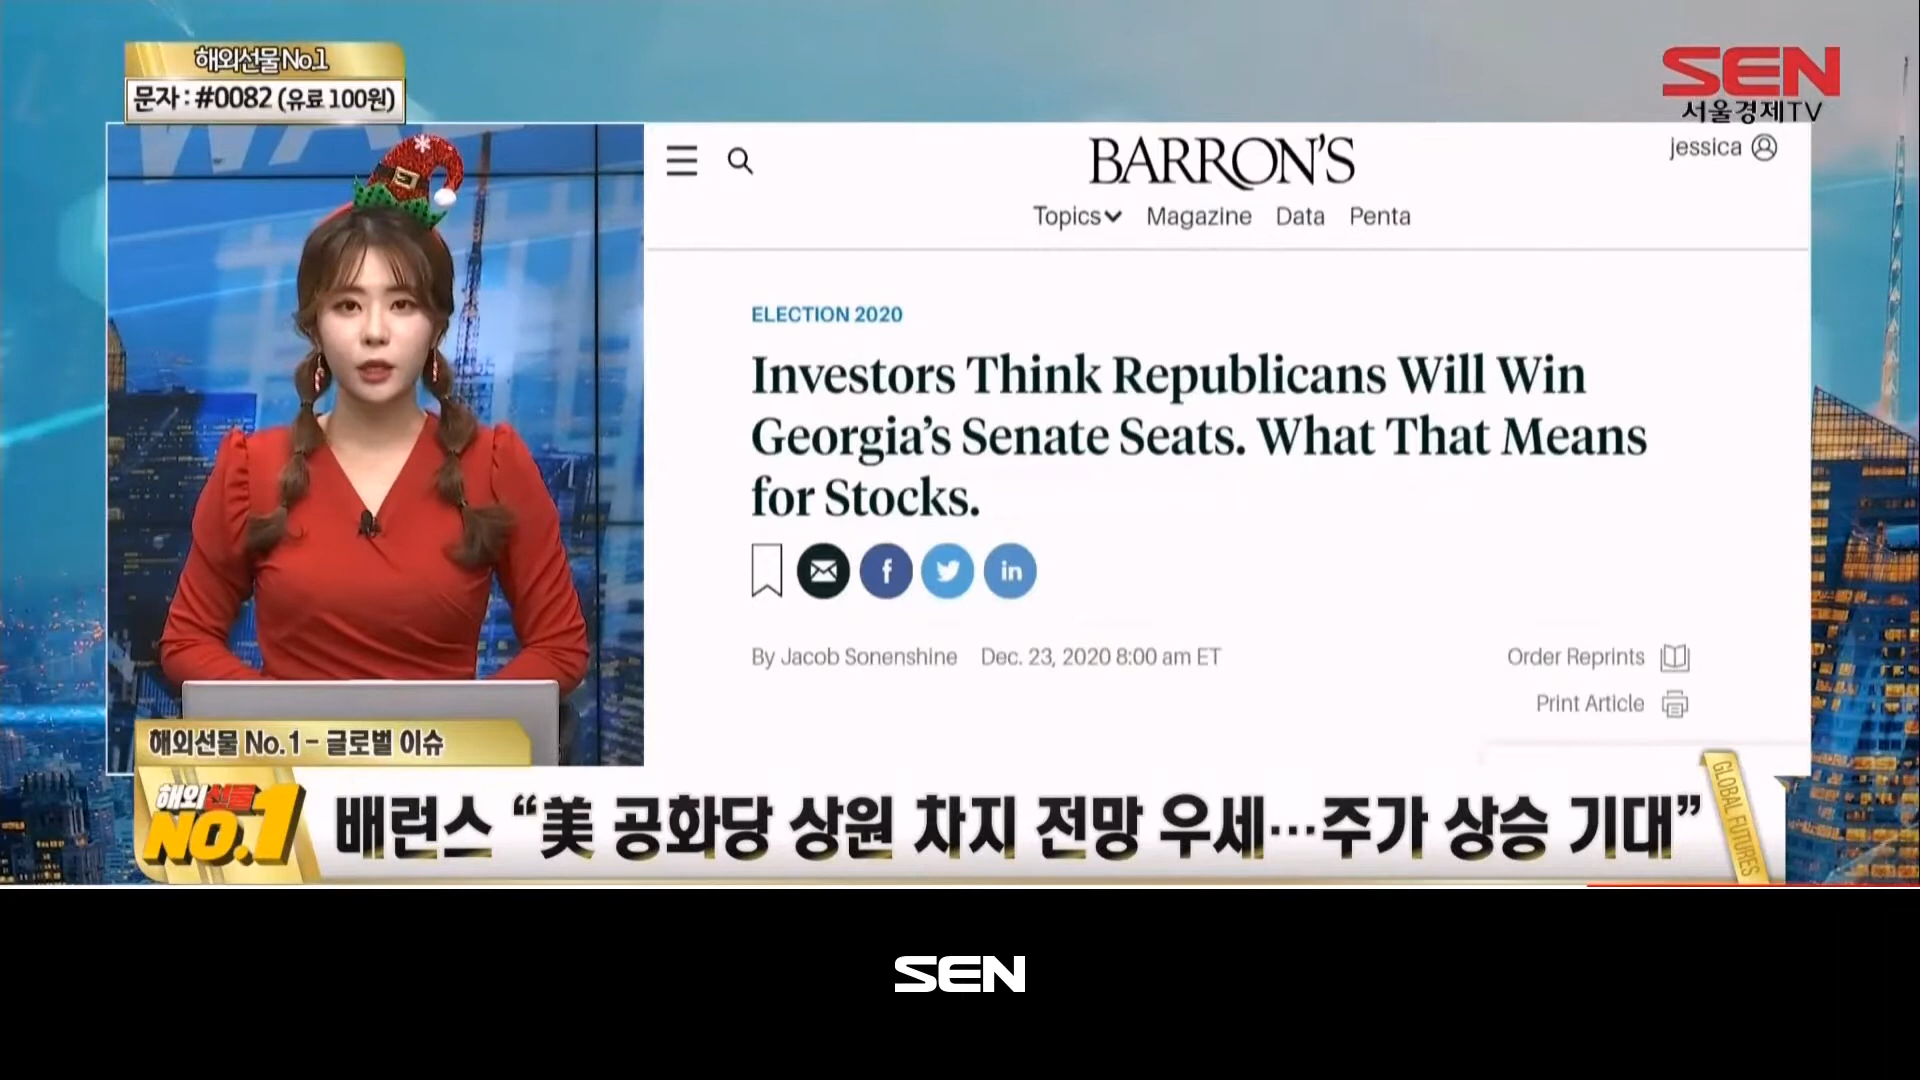 해외선물No.1
문자 : #0082 (유료 100원)
SEN
서울경제TV
WAL
BARRON'S
jessica
Topics Magazine Data Penta
ELECTION 2020
Investors Think Republicans Will Win
Georgia’s Senate Seats. What That Means
for Stocks.
f in
By Jacob Sonenshine Dec. 23, 2020 8:00 am ET
Order Reprints
Print Article
해외선물 No.1 - 글로벌 이슈
해외선물
NO.1
배런스 “美 공화당 상원 차지 전망 우세…주가 상승 기대”
GLOBAL FUTURES
SEN